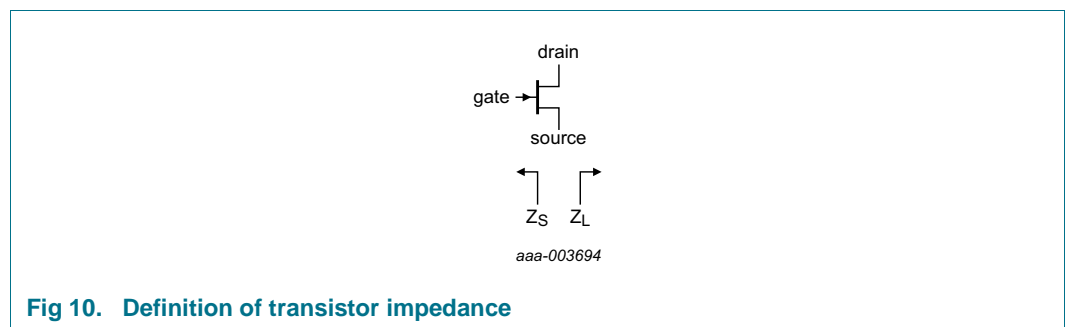 drain
gate
source
ZS ZL
aaa-003694
Fig 10. Definition of transistor impedance